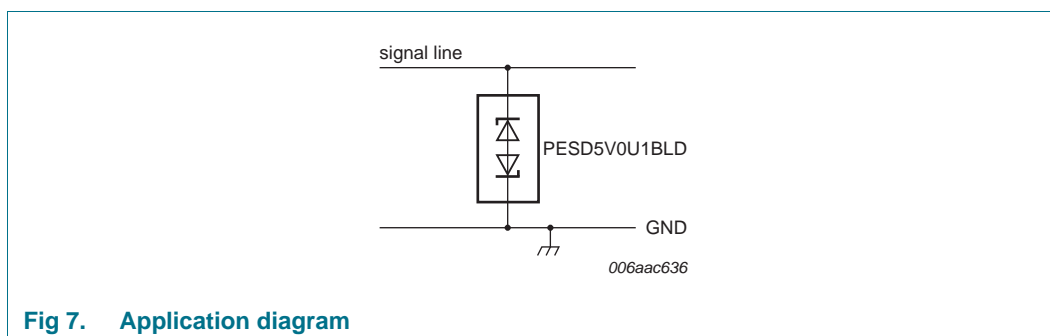 signal line
PESD5V0U1BLD
GND
006aac636
Fig 7. Application diagram